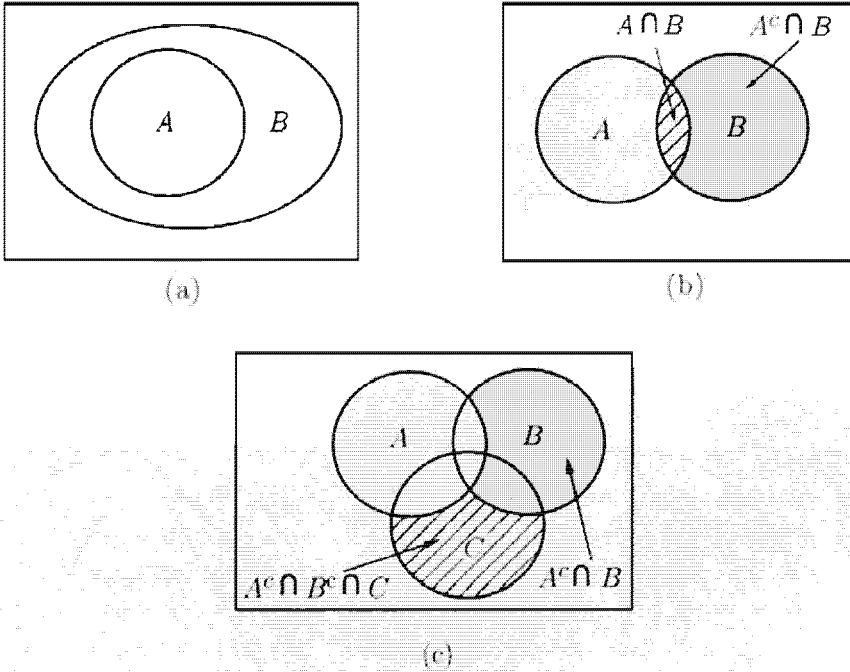 A B
(a)
A ∩ B Aᶜ ∩ B
A B
(b)
A B
C
Aᶜ ∩ Bᶜ ∩ C Aᶜ ∩ B
(c)